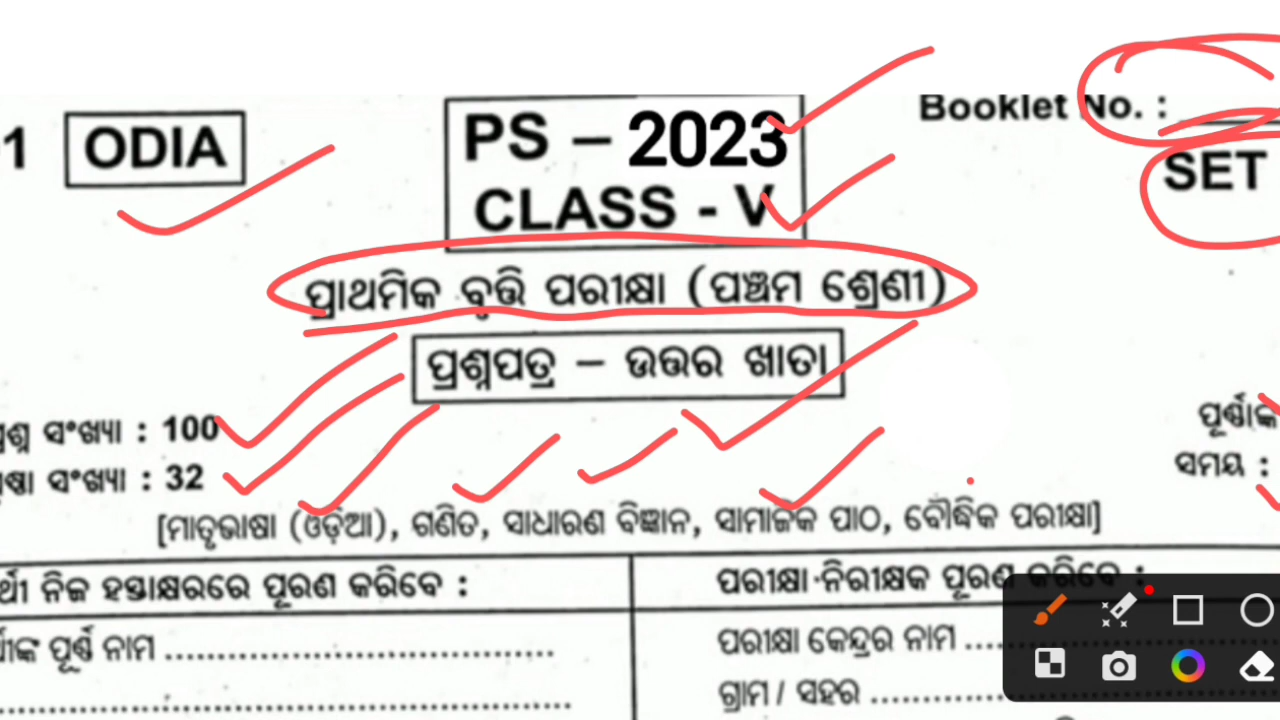 1 ODIA
PS – 2023
CLASS - V
Booklet No. :
SET
ପ୍ରାଥମିକ ବୃତ୍ତି ପରୀକ୍ଷା (ପଞ୍ଚମ ଶ୍ରେଣୀ)
ପ୍ରଶ୍ନପତ୍ର – ଉତ୍ତର ଖାତା
ସଂଖ୍ୟା : 100
ପୂର୍ଣ୍ଣାଙ୍କ
ସଂଖ୍ୟା : 32
ସମୟ :
[ମାତୃଭାଷା (ଓଡ଼ିଆ), ଗଣିତ, ସାଧାରଣ ବିଜ୍ଞାନ, ସାମାଜିକ ପାଠ, ବୌଦ୍ଧିକ ପରୀକ୍ଷା]
ନିଜ ହସ୍ତାକ୍ଷରରେ ପୂରଣ କରିବେ :
ପରୀକ୍ଷା ନିରୀକ୍ଷକ ପୂରଣ କରିବେ :
ପୂର୍ଣ୍ଣ ନାମ ........................................
ପରୀକ୍ଷା କେନ୍ଦ୍ରର ନାମ ....
ଗ୍ରାମ / ସହର ............